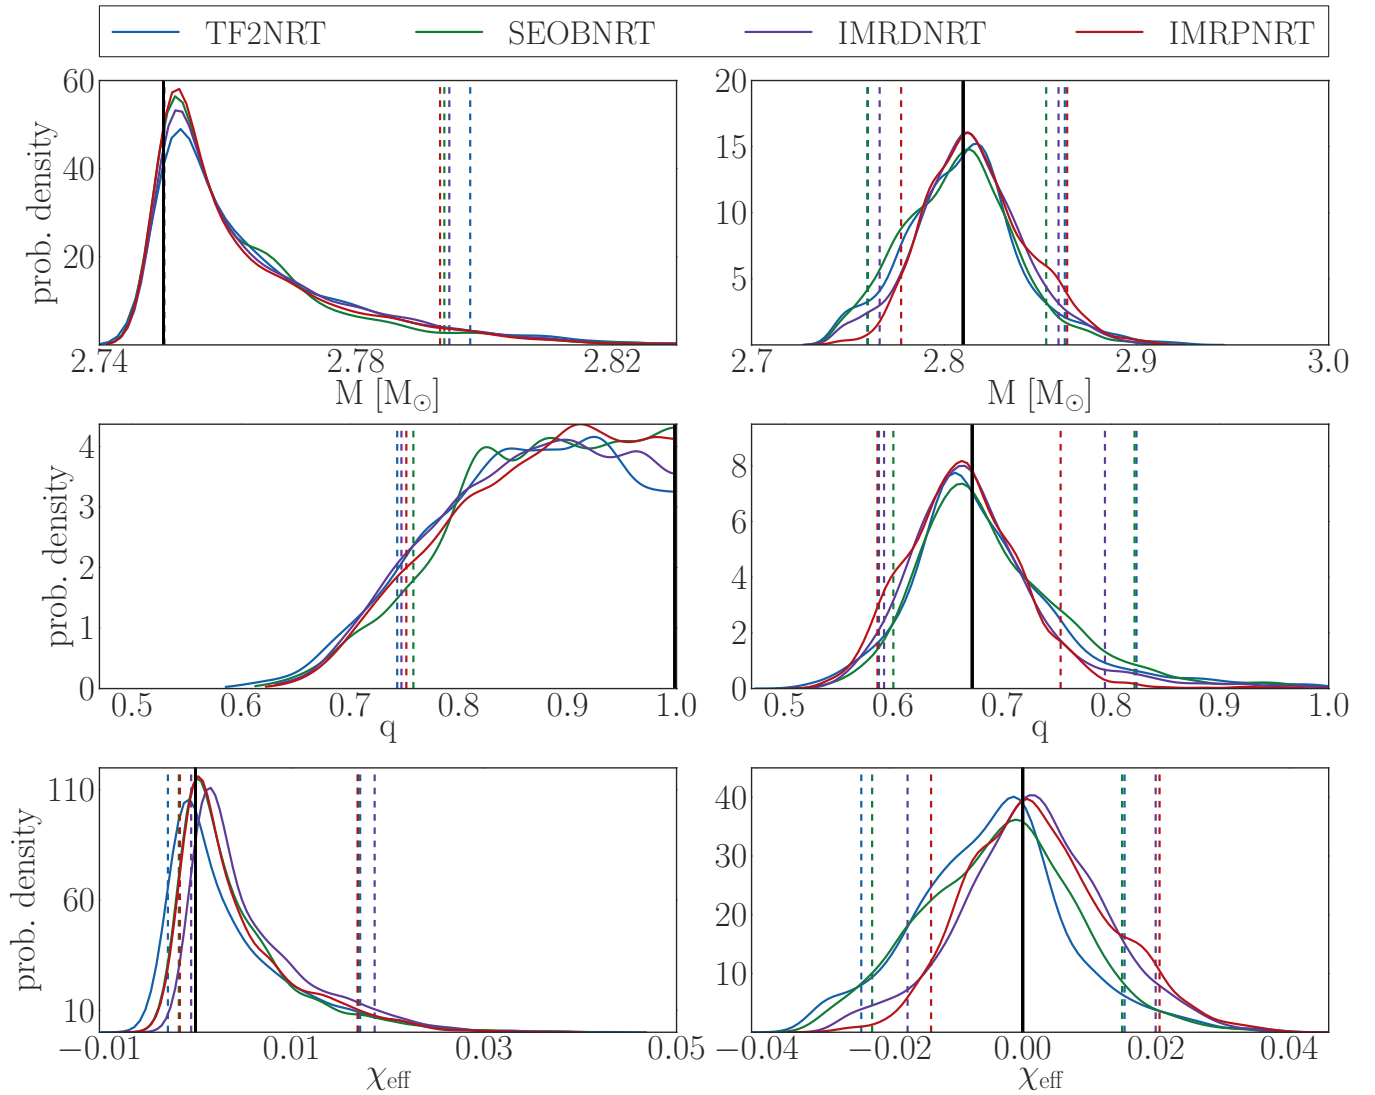 TF2NRT SEOBNRT IMRDNRT IMRPNRT
60 20
prob. density
40 15
10
20 5
2.74 2.78 2.82 2.7 2.8 2.9 3.0
M [M⊙] M [M⊙]
4 8
prob. density
3 6
2 4
1 2
0 0
0.5 0.6 0.7 0.8 0.9 1.0 0.5 0.6 0.7 0.8 0.9 1.0
q q
110 40
prob. density
30
60 20
10 10
−0.01 0.01 0.03 0.05 −0.04 −0.02 0.00 0.02 0.04
χeff χeff